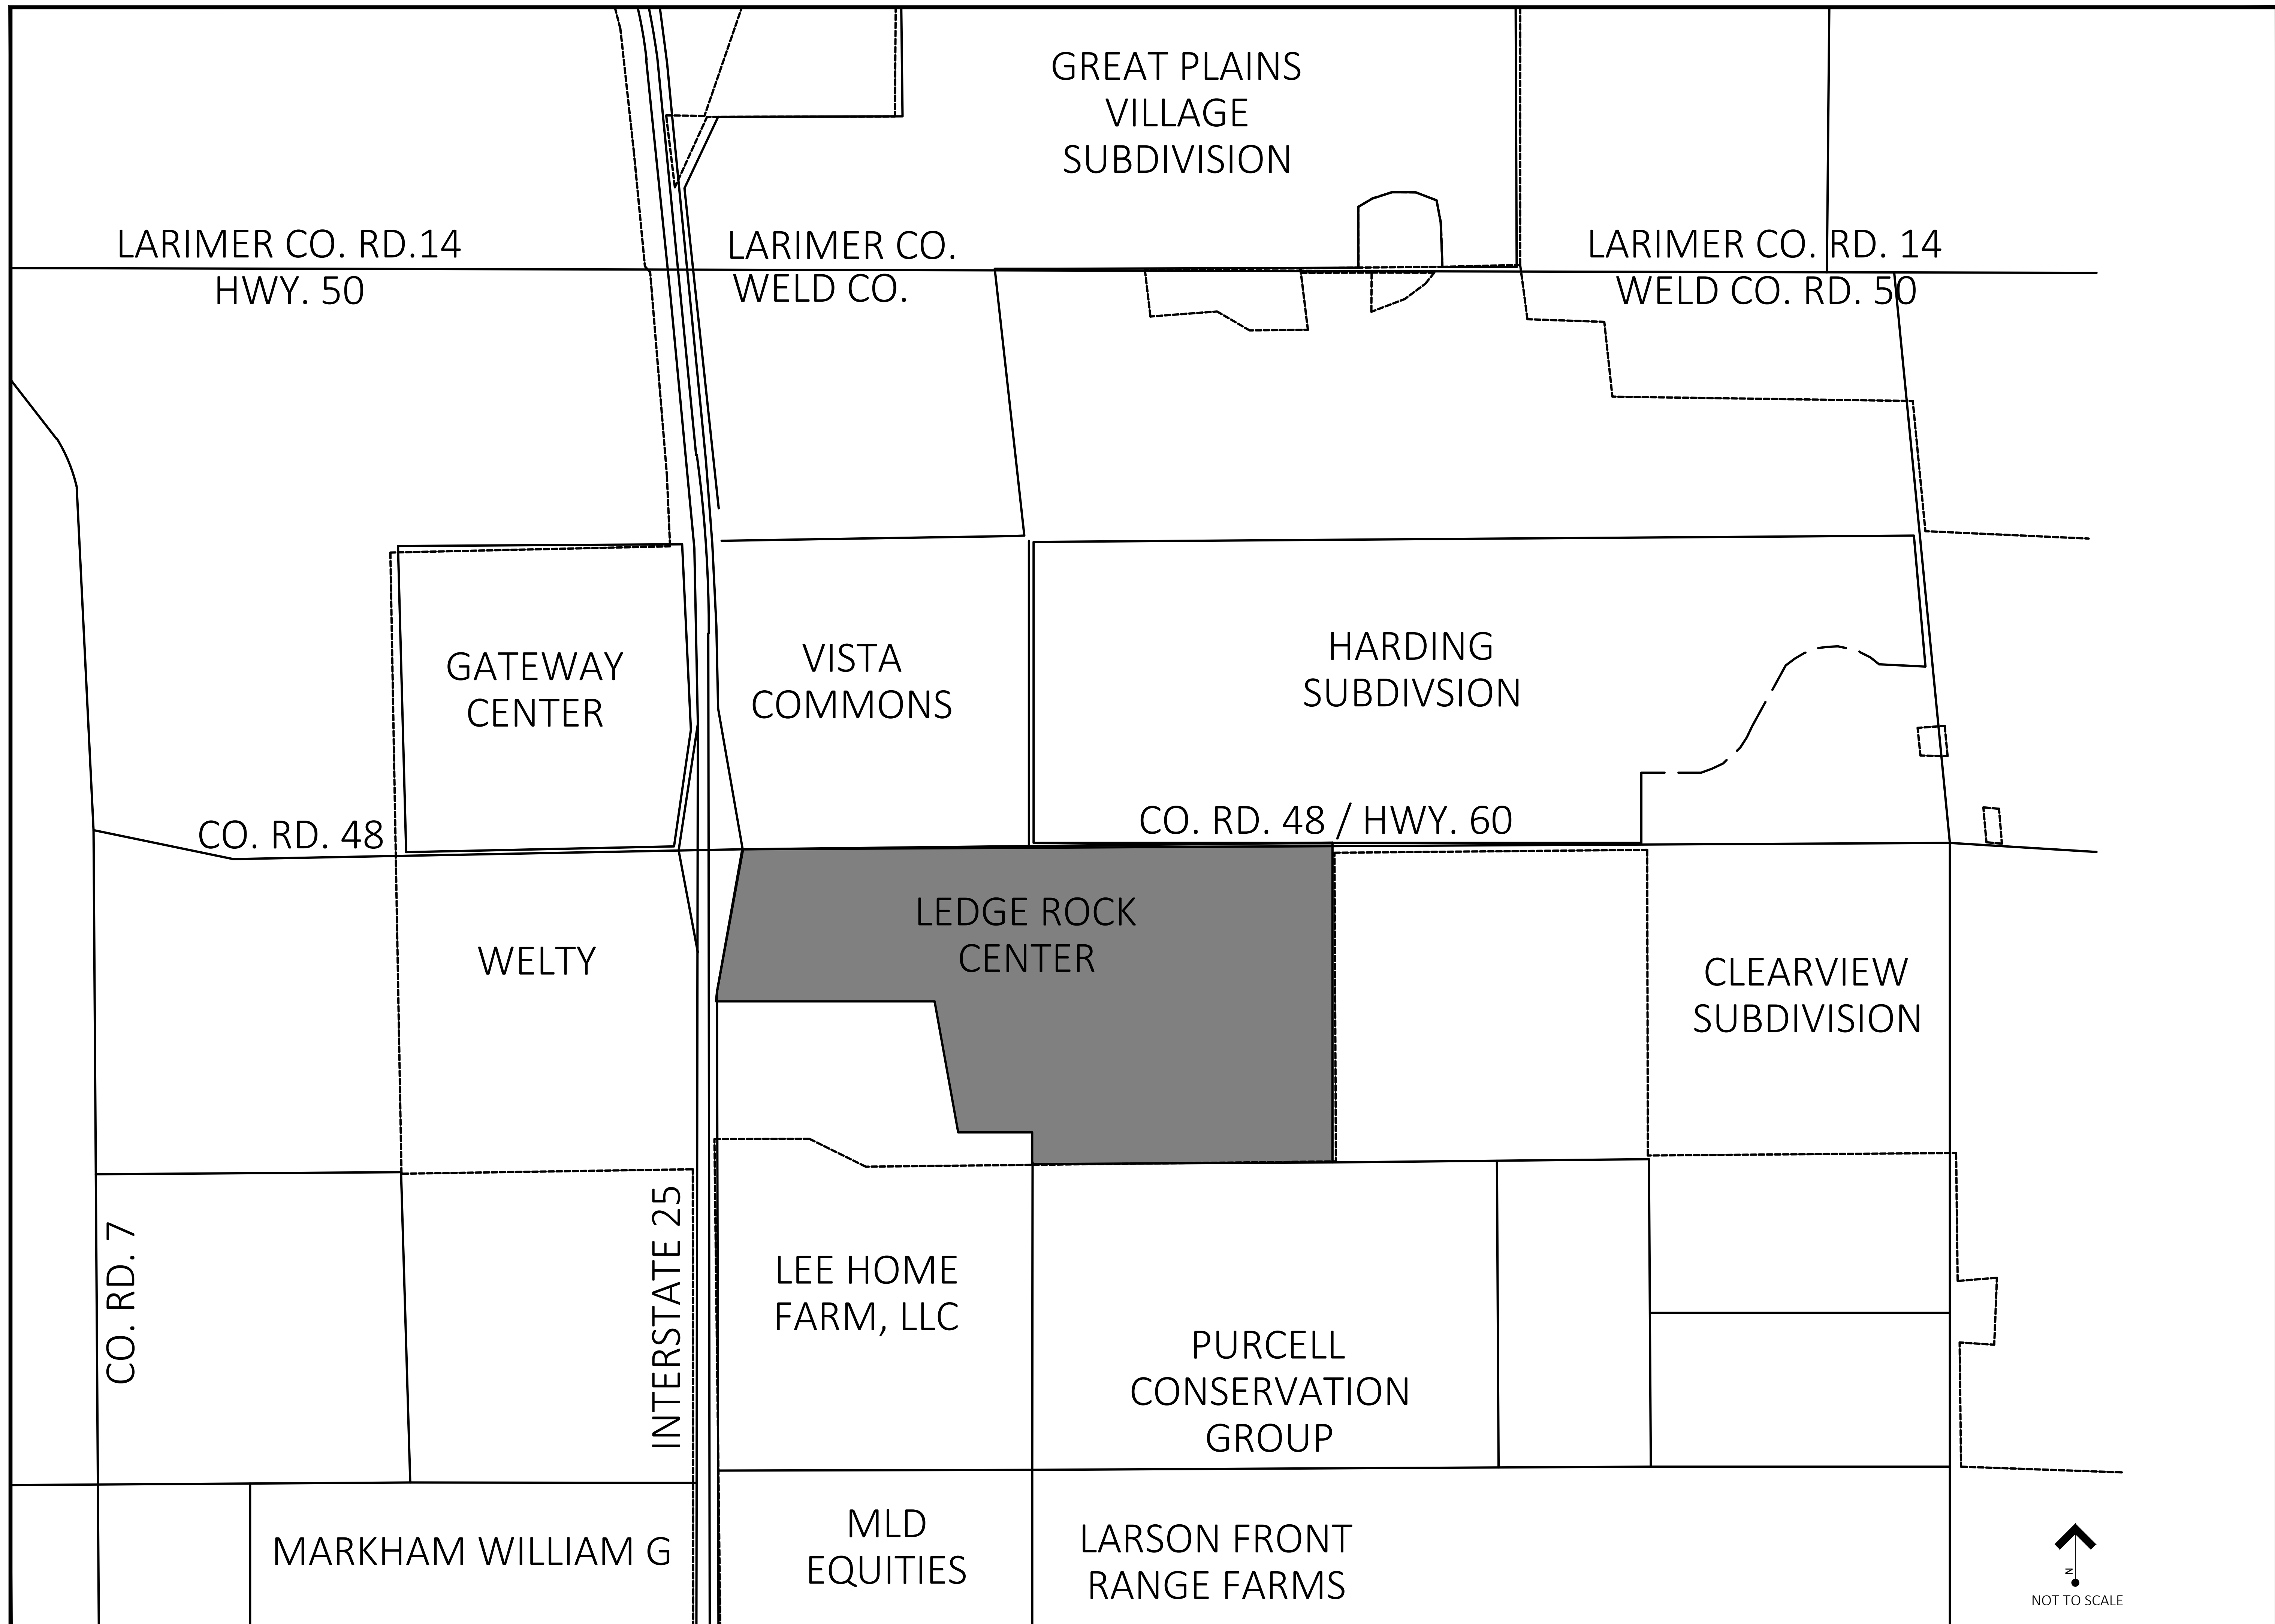 GREAT PLAINS
VILLAGE
SUBDIVISION
LARIMER CO. RD.14
HWY. 50
LARIMER CO.
WELD CO.
LARIMER CO. RD. 14
WELD CO. RD. 50
GATEWAY
CENTER
VISTA
COMMONS
HARDING
SUBDIVSION
CO. RD. 48
CO. RD. 48 / HWY. 60
WELTY
LEDGE ROCK
CENTER
CLEARVIEW
SUBDIVISION
CO. RD. 7
INTERSTATE 25
LEE HOME
FARM, LLC
PURCELL
CONSERVATION
GROUP
MARKHAM WILLIAM G
MLD
EQUITIES
LARSON FRONT
RANGE FARMS
N
NOT TO SCALE